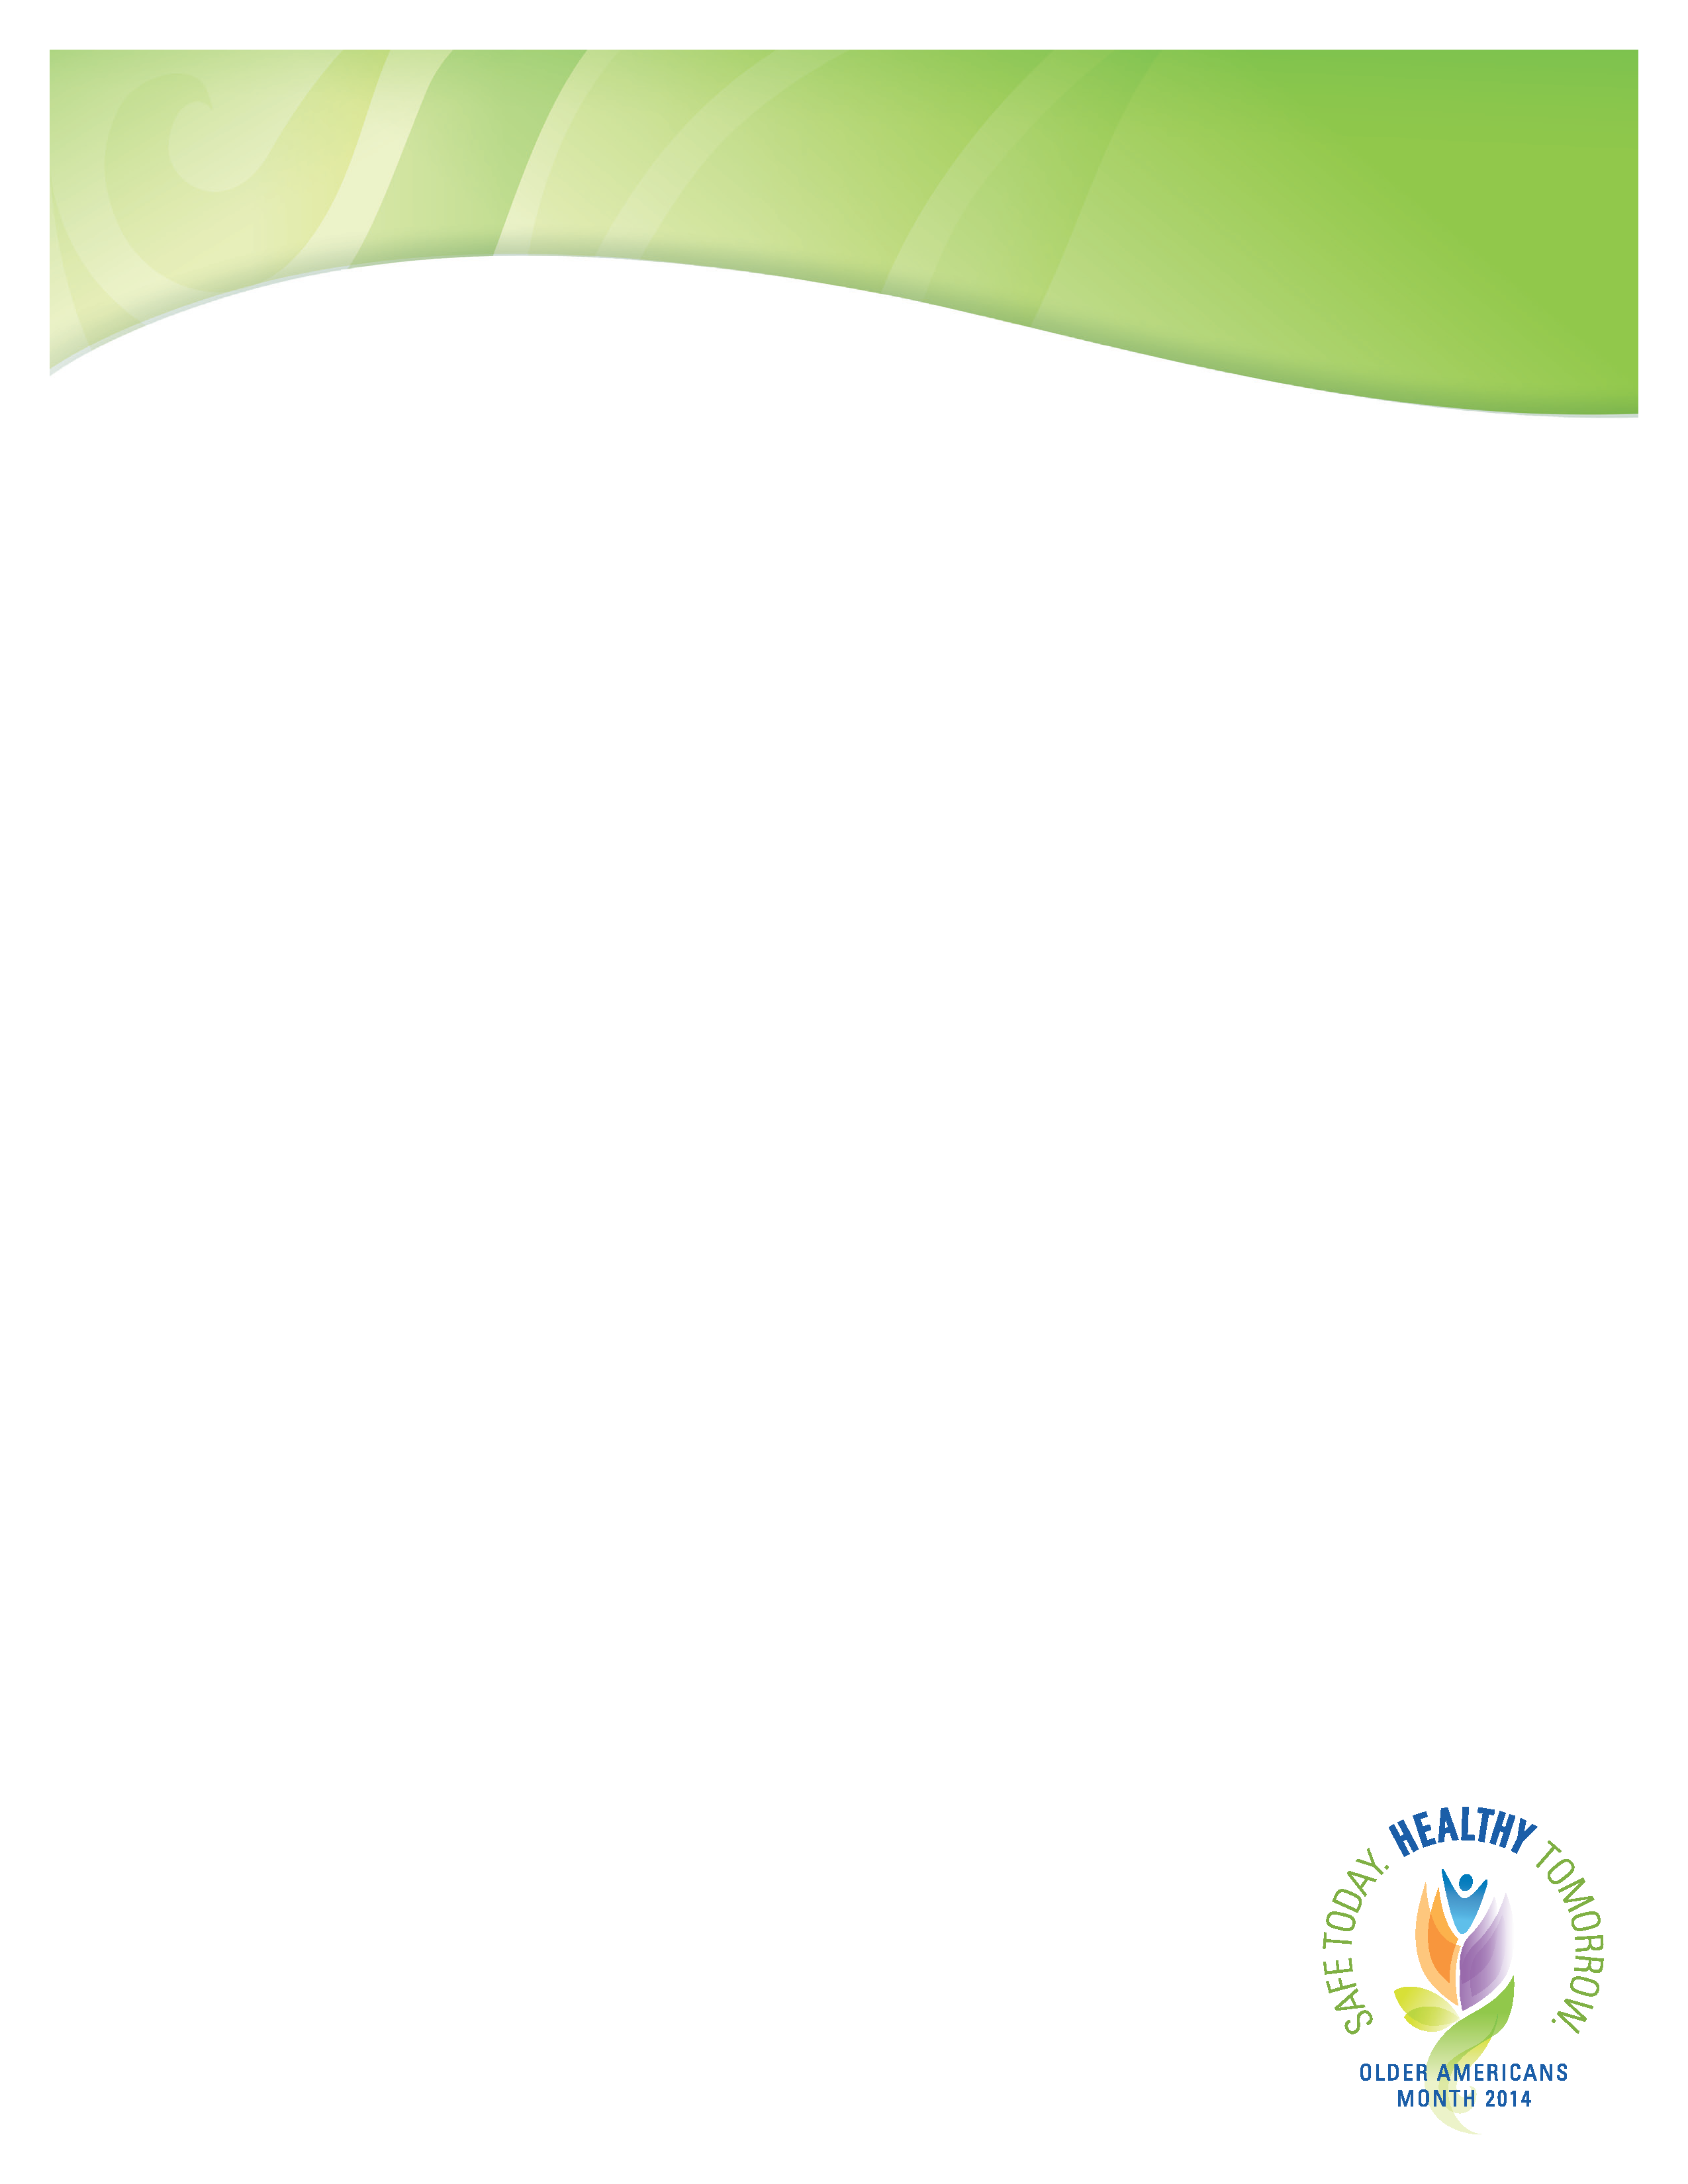 SAFE TODAY. HEALTHY TOMORROW.
OLDER AMERICANS
MONTH 2014